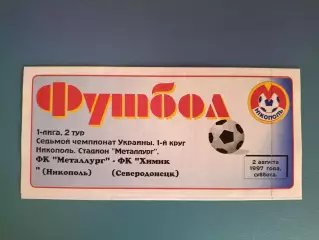 Футбол
1-лига, 2 тур
Седьмой чемпионат Украины. 1-й круг
Никополь. Стадион "Металлург".
ФК "Металлург" - ФК "Химик
" (Никополь) (Северодонецк)
НИКОПОЛЬ
2 августа
1997 года,
суббота.